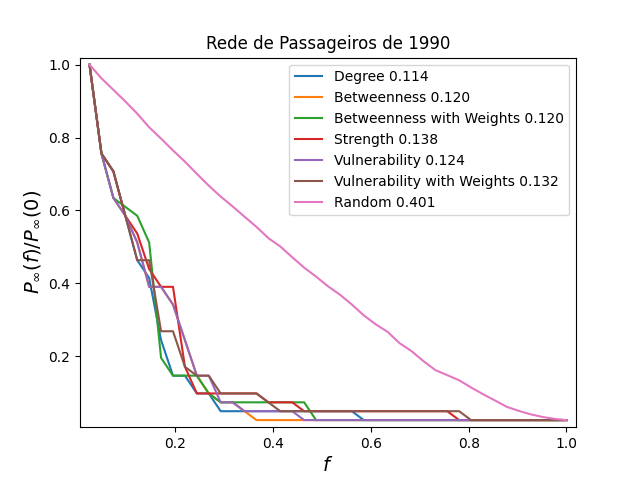 Rede de Passageiros de 1990
P∞(f)/P∞(0)
1.0
0.8
0.6
0.4
0.2
Degree 0.114
Betweenness 0.120
Betweenness with Weights 0.120
Strength 0.138
Vulnerability 0.124
Vulnerability with Weights 0.132
Random 0.401
0.2 0.4 0.6 0.8 1.0
f